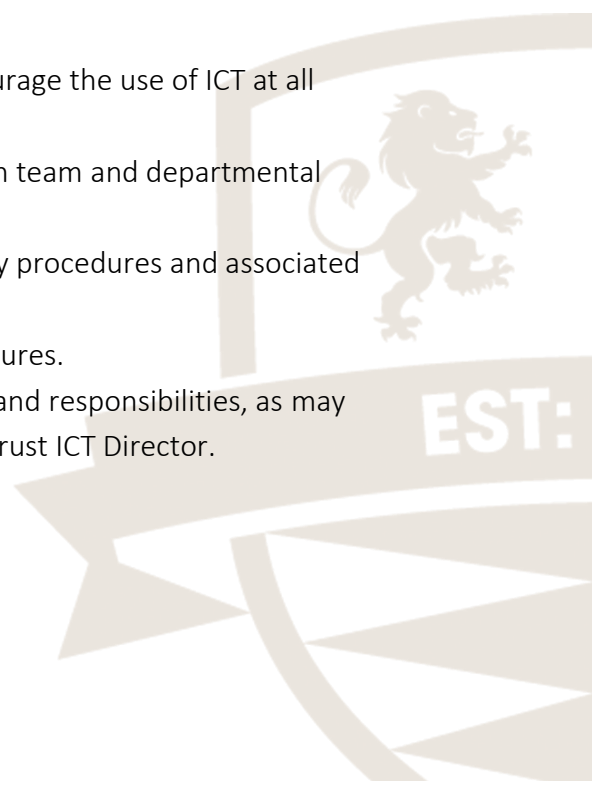 urage the use of ICT at all
n team and departmental
y procedures and associated
ures.
and responsibilities, as may
rust ICT Director.
EST: